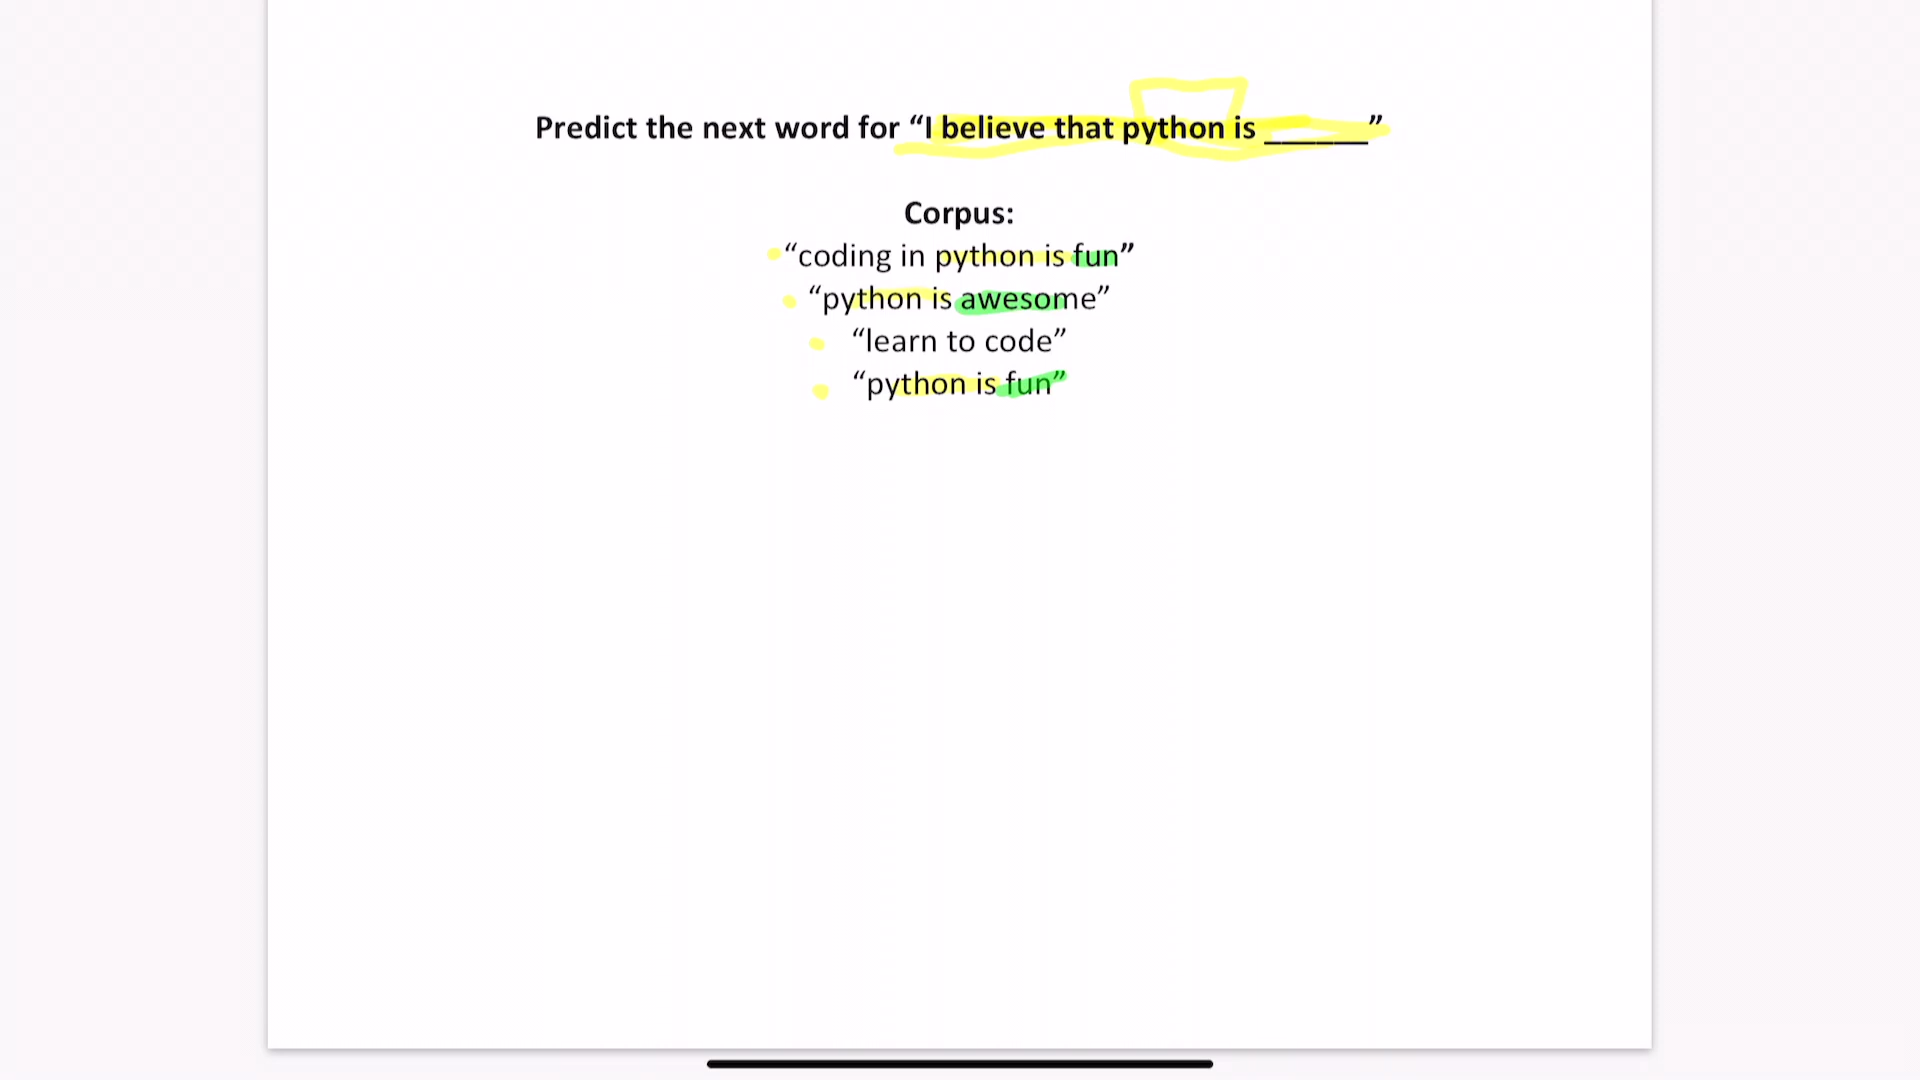 Predict the next word for “I believe that python is ______”
Corpus:
“coding in python is fun”
“python is awesome”
“learn to code”
“python is fun”